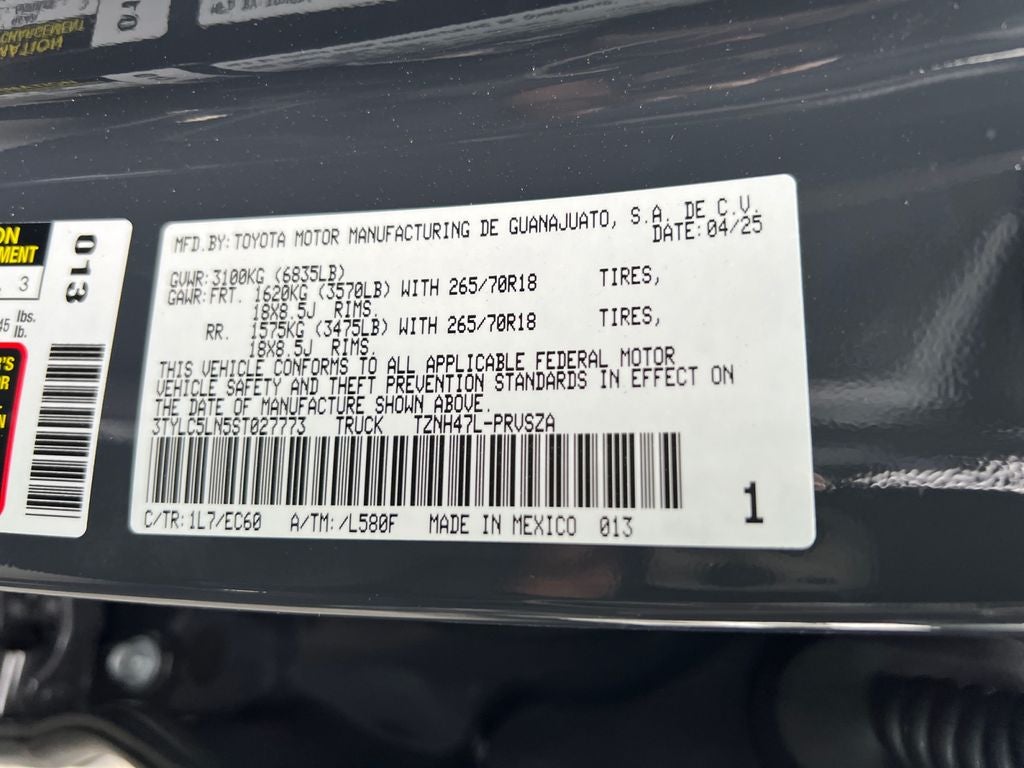 MFD.BY: TOYOTA MOTOR MANUFACTURING DE GUANAJUATO, S.A. DE C.V.
DATE: 04/25
GVWR: 3100KG (6835LB)
GAWR: FRT. 1620KG (3570LB) WITH 265/70R18 TIRES,
18X8.5J RIMS.
RR. 1575KG (3475LB) WITH 265/70R18 TIRES,
18X8.5J RIMS.
THIS VEHICLE CONFORMS TO ALL APPLICABLE FEDERAL MOTOR
VEHICLE SAFETY AND THEFT PREVENTION STANDARDS IN EFFECT ON
THE DATE OF MANUFACTURE SHOWN ABOVE.
3TYLC5LN5ST027773 TRUCK TZNH47L-PRVSZA
C/TR: 1L7/EC60 A/TM: /L580F MADE IN MEXICO 013
1
013
3
lbs.
lb.